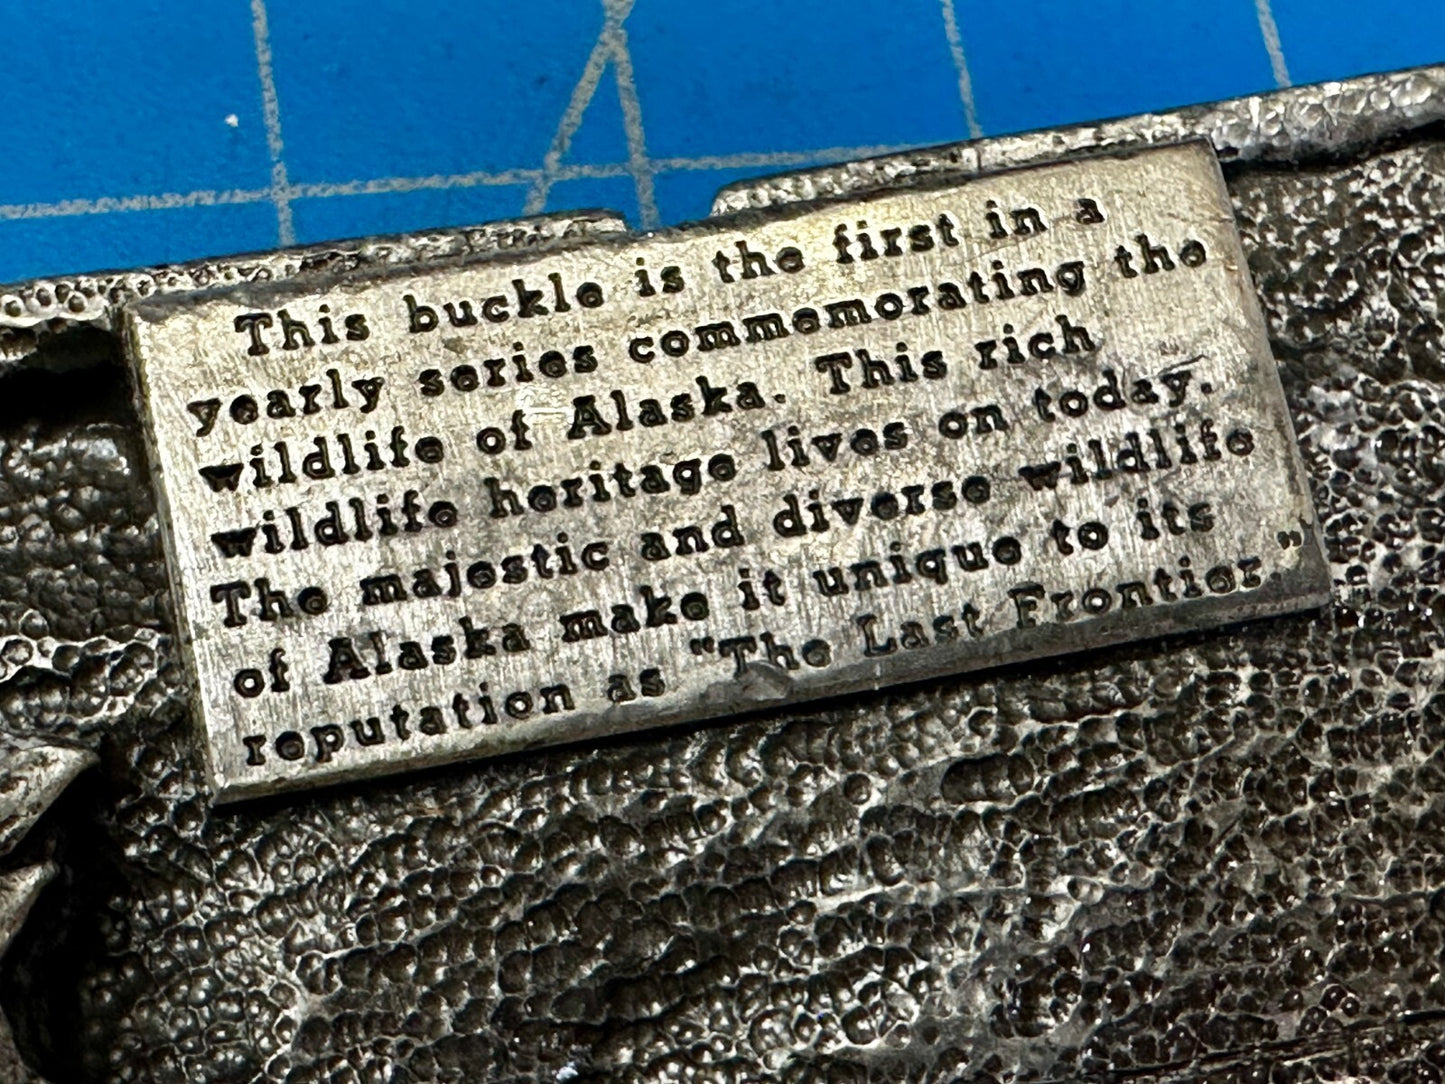 This buckle is the first in a
yearly series commemorating the
wildlife of Alaska. This rich
wildlife heritage lives on today.
The majestic and diverse wildlife
of Alaska make it unique to its
reputation as "The Last Frontier."